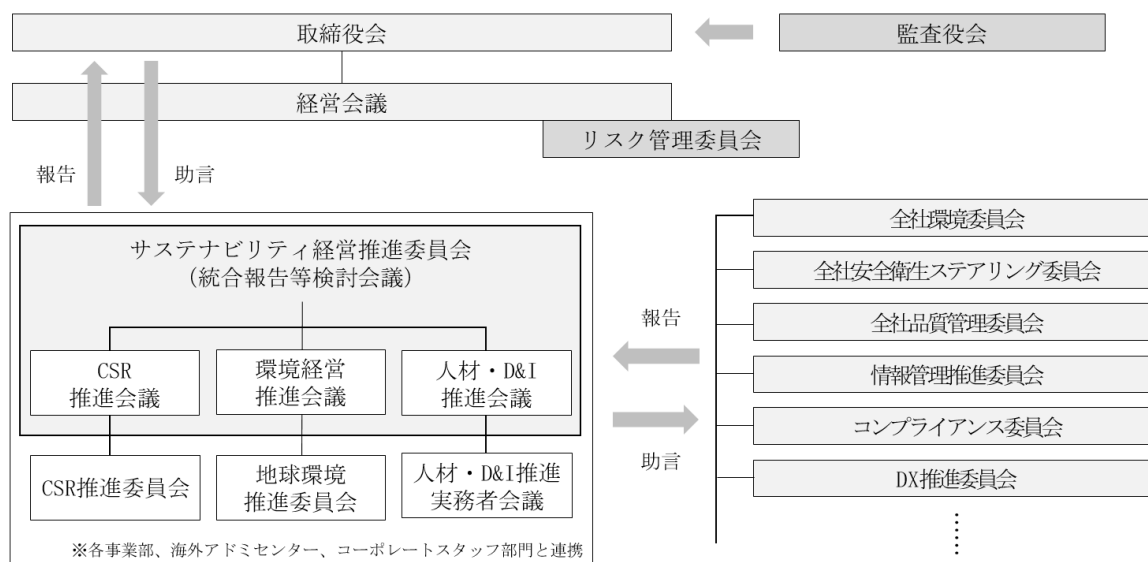 取締役会
監査役会
経営会議
リスク管理委員会
報告
助言
サステナビリティ経営推進委員会
(統合報告等検討会議)
CSR
推進会議
環境経営
推進会議
人材・D&I
推進会議
CSR推進委員会
地球環境
推進委員会
人材・D&I推進
実務者会議
※各事業部、海外アドミセンター、コーポレートスタッフ部門と連携
報告
助言
全社環境委員会
全社安全衛生ステアリング委員会
全社品質管理委員会
情報管理推進委員会
コンプライアンス委員会
DX推進委員会